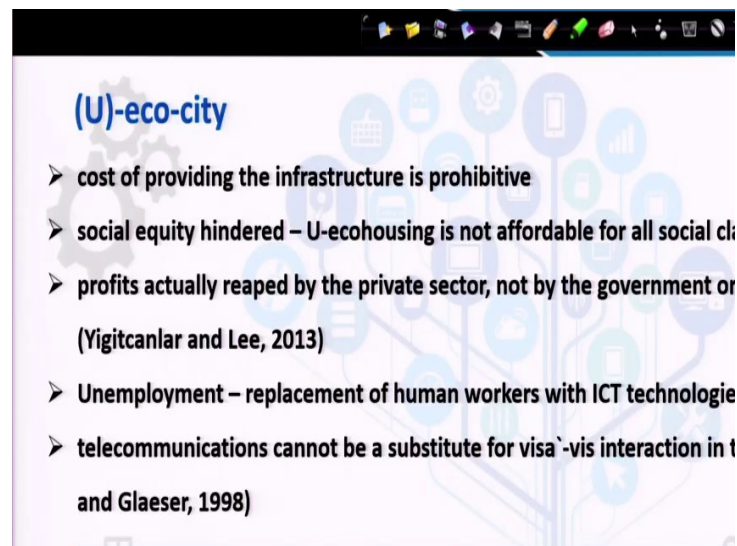 (U)-eco-city
➢ cost of providing the infrastructure is prohibitive
➢ social equity hindered – U-ecohousing is not affordable for all social cla
➢ profits actually reaped by the private sector, not by the government or
(Yigitcanlar and Lee, 2013)
➢ Unemployment – replacement of human workers with ICT technologie
➢ telecommunications cannot be a substitute for visa`-vis interaction in t
and Glaeser, 1998)